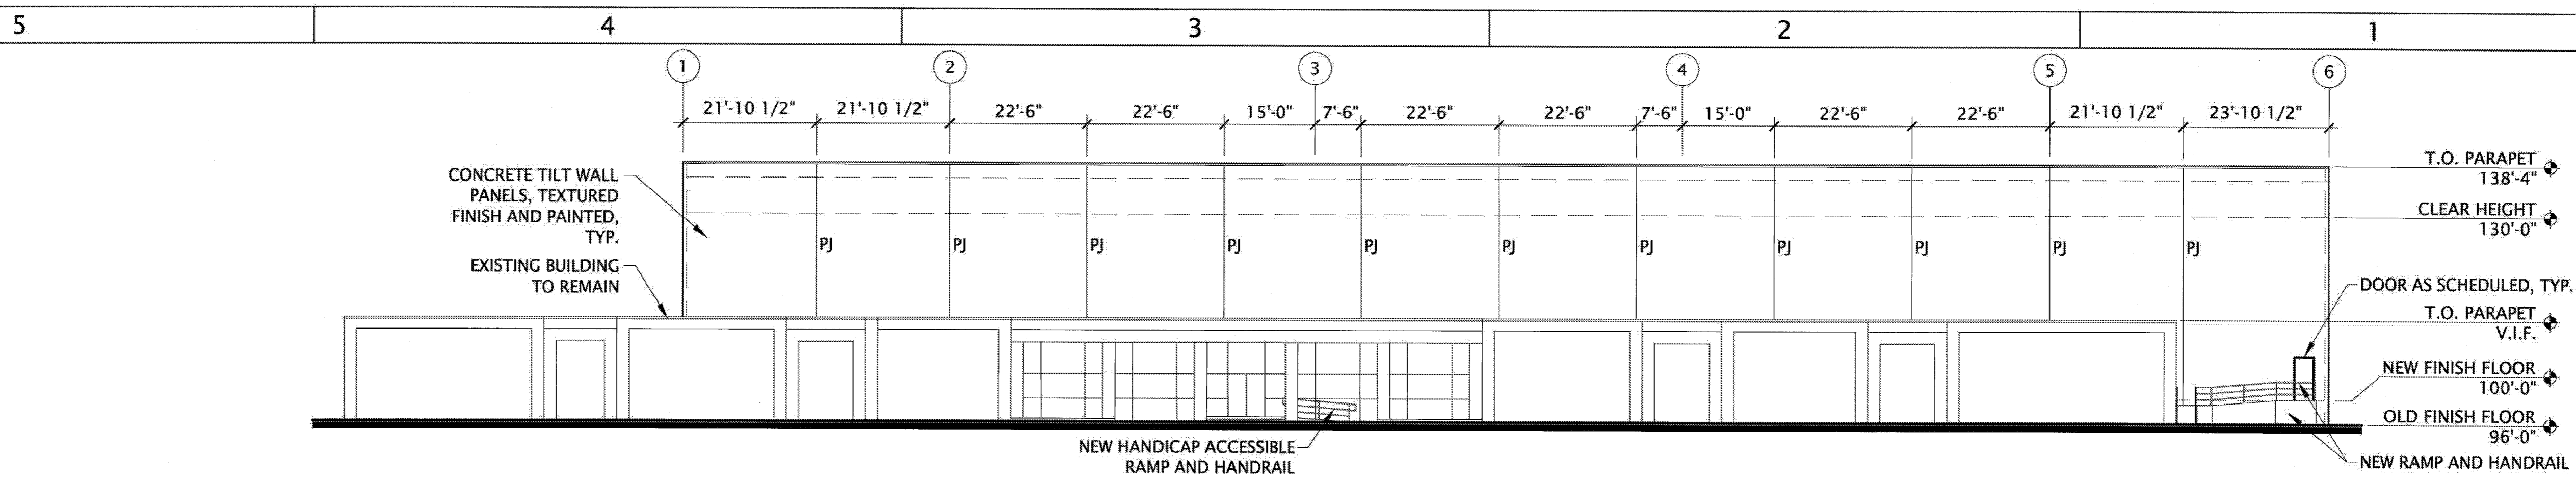 5 4 3 2 1
1 2 3 4 5 6
21'-10 1/2" 21'-10 1/2" 22'-6" 22'-6" 15'-0" 7'-6" 22'-6" 22'-6" 7'-6" 15'-0" 22'-6" 22'-6" 21'-10 1/2" 23'-10 1/2"
CONCRETE TILT WALL
PANELS, TEXTURED
FINISH AND PAINTED,
TYP.
EXISTING BUILDING
TO REMAIN
PJ PJ PJ PJ PJ PJ PJ PJ PJ PJ PJ
T.O. PARAPET
138'-4"
CLEAR HEIGHT
130'-0"
DOOR AS SCHEDULED, TYP.
T.O. PARAPET
V.I.F.
NEW FINISH FLOOR
100'-0"
OLD FINISH FLOOR
96'-0"
NEW RAMP AND HANDRAIL
NEW HANDICAP ACCESSIBLE
RAMP AND HANDRAIL